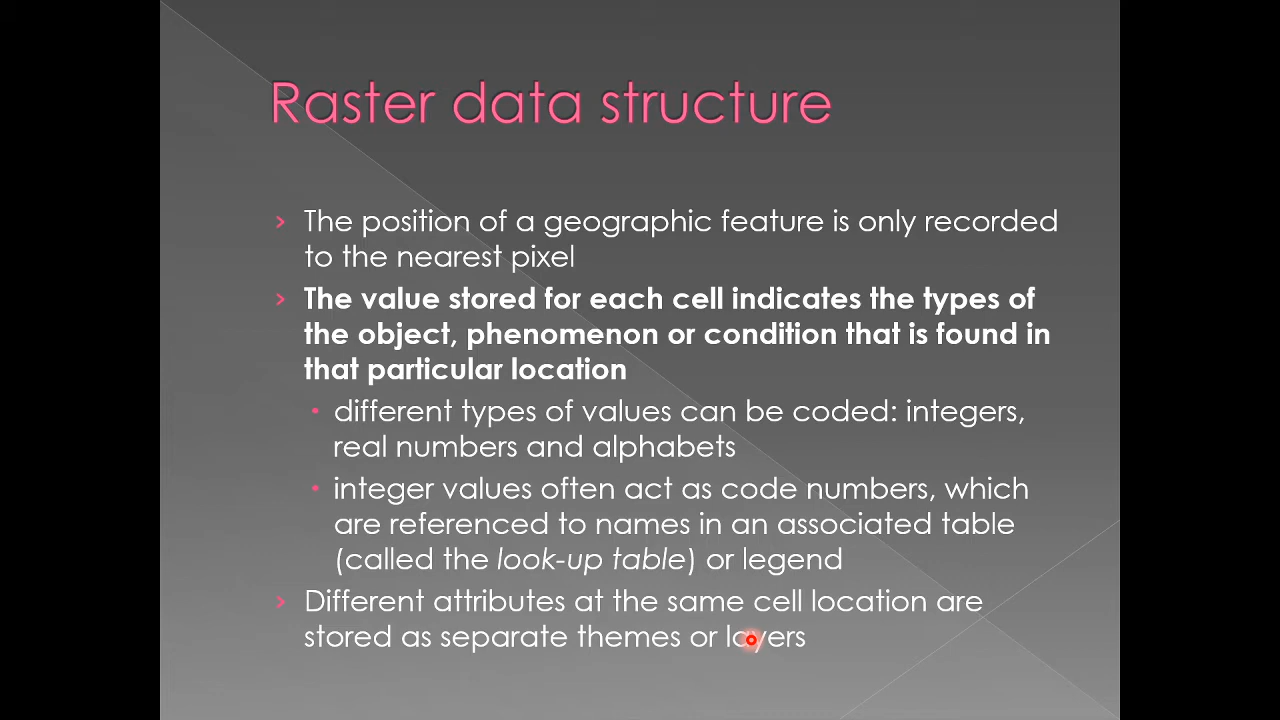 Raster data structure
› The position of a geographic feature is only recorded
to the nearest pixel
› The value stored for each cell indicates the types of
the object, phenomenon or condition that is found in
that particular location
• different types of values can be coded: integers,
real numbers and alphabets
• integer values often act as code numbers, which
are referenced to names in an associated table
(called the look-up table) or legend
› Different attributes at the same cell location are
stored as separate themes or layers